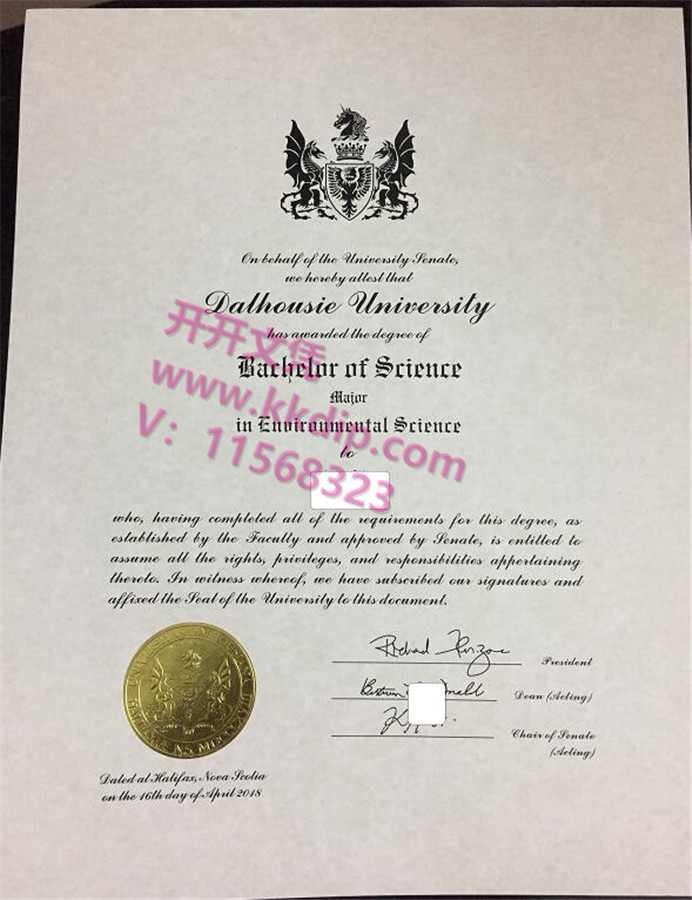 On behalf of the University Senate,
we hereby attest that
Dalhousie University
has awarded the degree of
Bachelor of Science
Major
in Environmental Science
to
who, having completed all of the requirements for this degree, as
established by the Faculty and approved by Senate, is entitled to
assume all the rights, privileges, and responsibilities appertaining
thereto. In witness whereof, we have subscribed our signatures and
affixed the Seal of the University to this document.
President
Dean (Acting)
Chair of Senate
(Acting)
Dated at Halifax, Nova Scotia
on the 16th day of April 2018
开开文凭
www.kkdip.com
V: 11568323